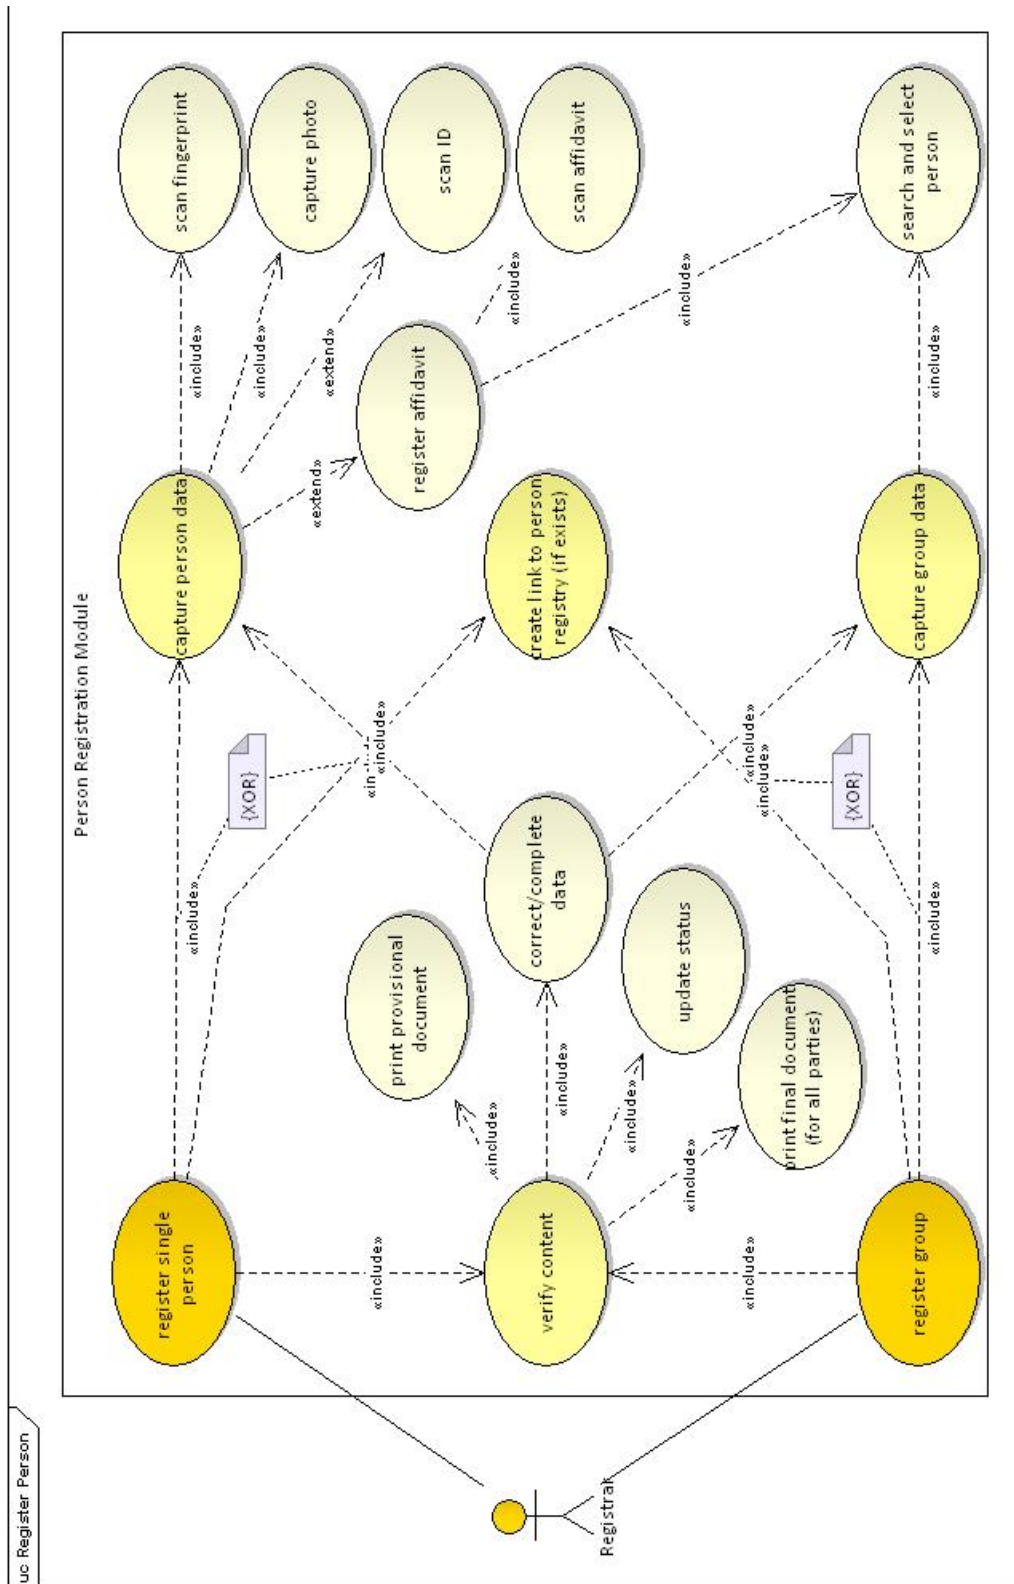 uc Register Person
Person Registration Module
register single
person
«include»
capture person data
«include»
scan fingerprint
{XOR}
«include»
capture photo
«extend»
«extend»
«include»
«in
«include»
print provisional
document
register affidavit
scan ID
«include»
Registrar
verify content
«include»
correct/complete
data
create link to person
registry (if exists)
«include»
scan affidavit
«include»
update status
«include»
«include»
«include»
«include»
«include»
print final document
(for all parties)
{XOR}
register group
«include»
capture group data
«include»
search and select
person